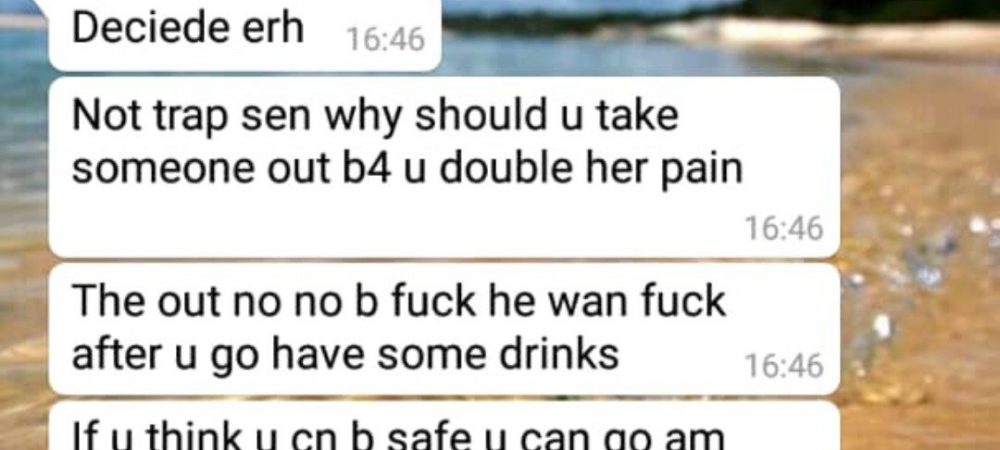 Deciede erh 16:46
Not trap sen why should u take
someone out b4 u double her pain
16:46
The out no no b fuck he wan fuck
after u go have some drinks 16:46
If u think u cn b safe u can go am